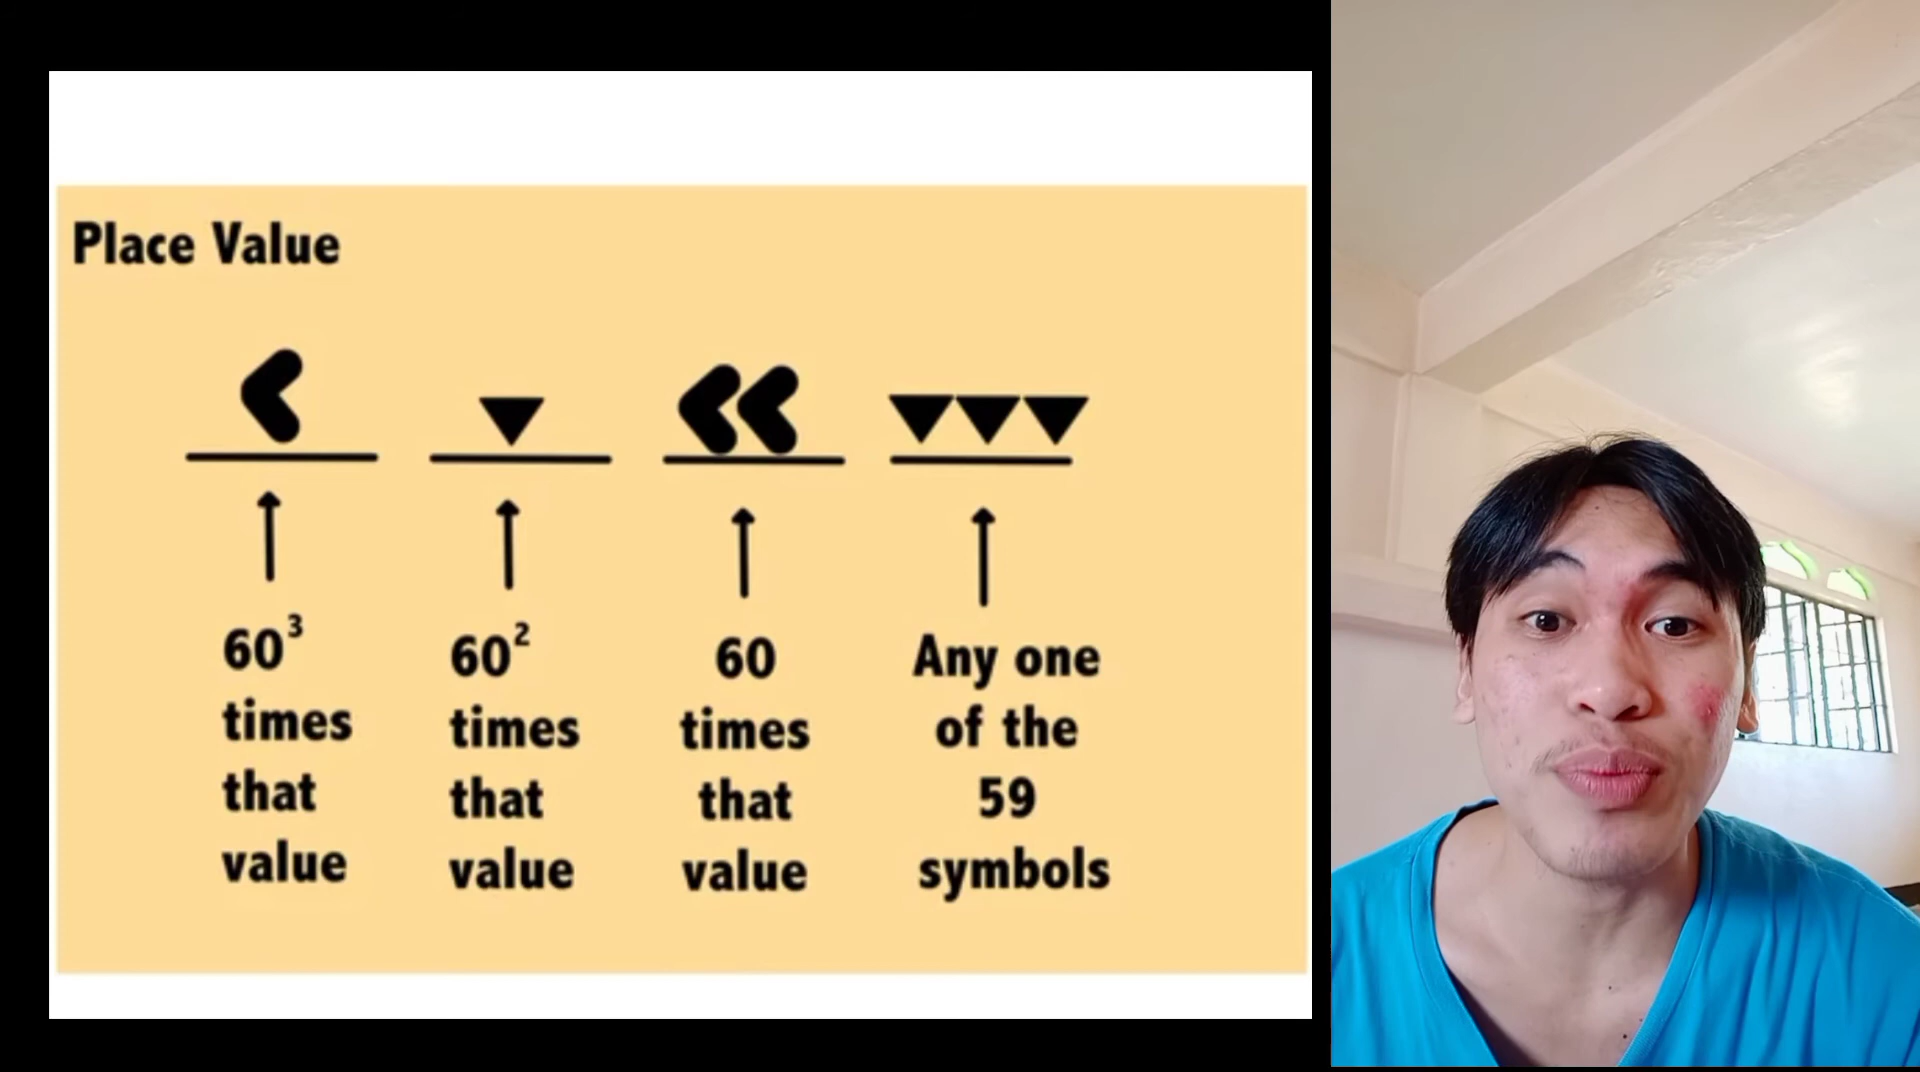 Place Value
60³ times that value
60² times that value
60 times that value
Any one of the 59 symbols